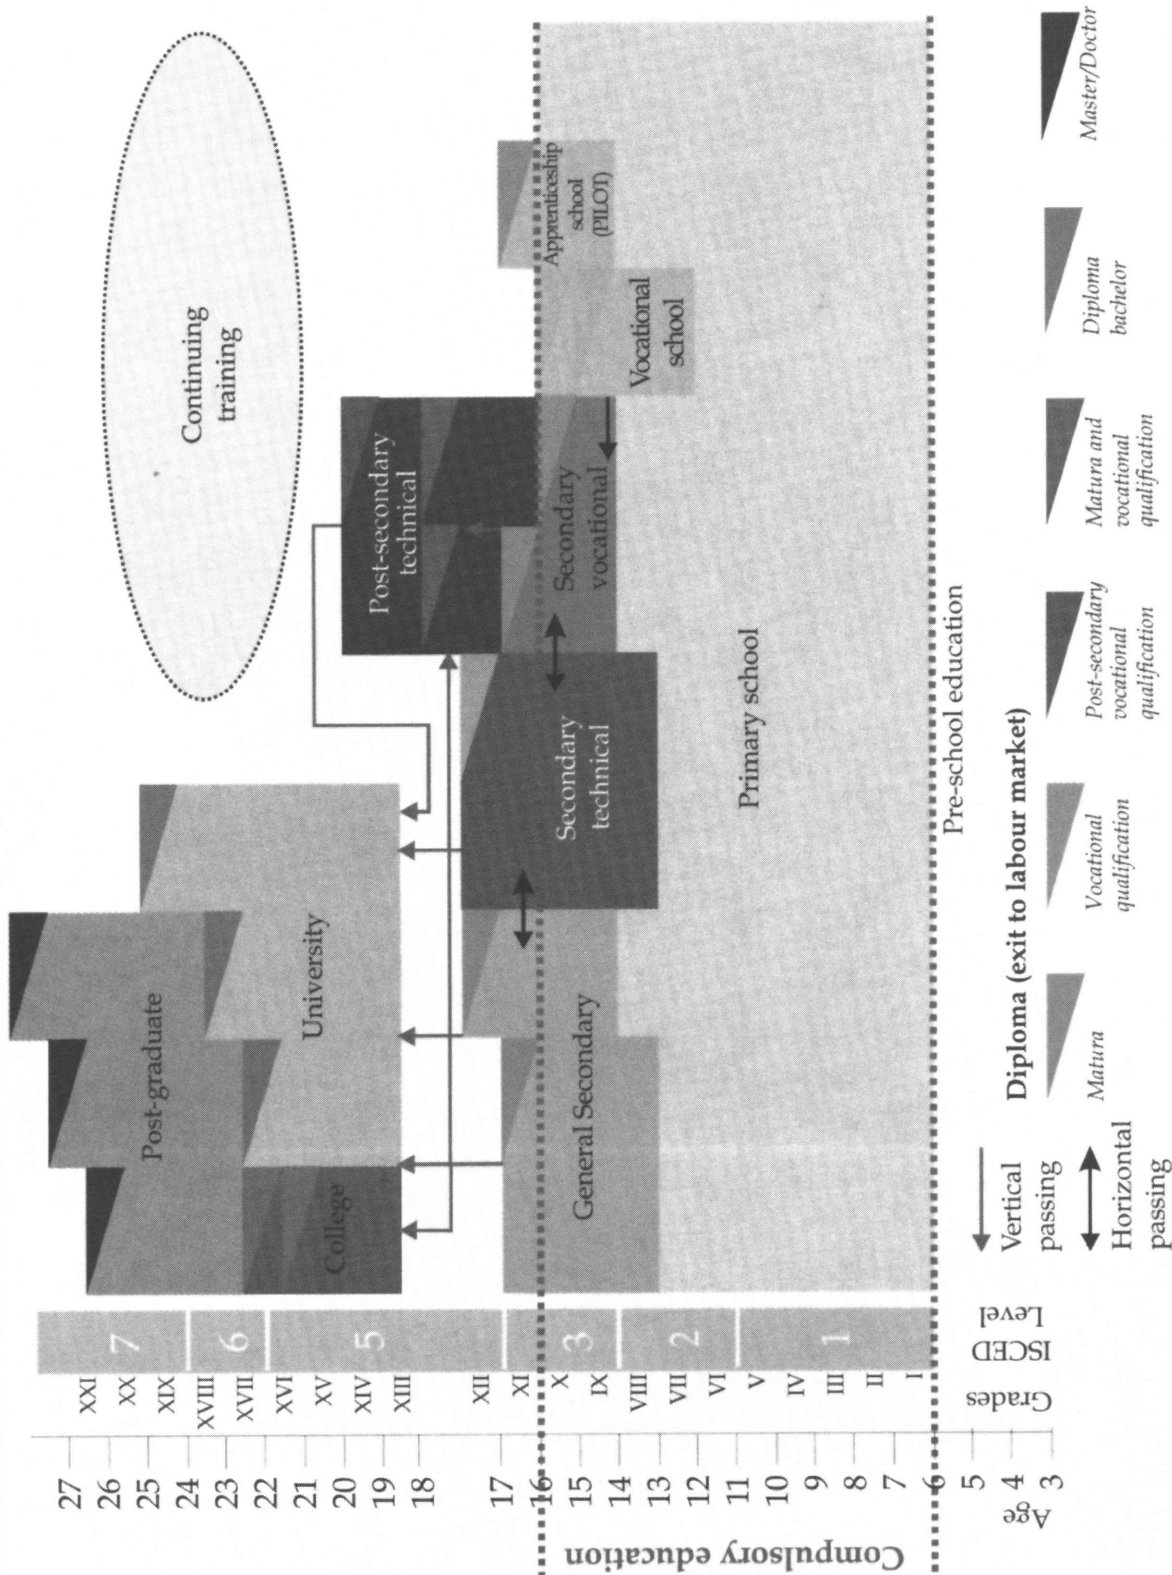 Continuing
training
Post-graduate
University
College
Post-secondary
technical
General Secondary
Secondary
technical
Secondary
vocational
Vocational
school
Apprenticeship
school
(PILOT)
Primary school
Pre-school education
7
6
5
3
2
1
ISCED
Level
XXI
XX
XIX
XVIII
XVII
XVI
XV
XIV
XIII
XII
XI
X
IX
VIII
VII
VI
V
IV
III
II
I
Grades
27
26
25
24
23
22
21
20
19
18
17
16
15
14
13
12
11
10
9
8
7
6
5
4
3
Age
Compulsory education
Vertical
passing
Horizontal
passing
Diploma (exit to labour market)
Matura
Vocational
qualification
Post-secondary
vocational
qualification
Matura and
vocational
qualification
Diploma
bachelor
Master/Doctor